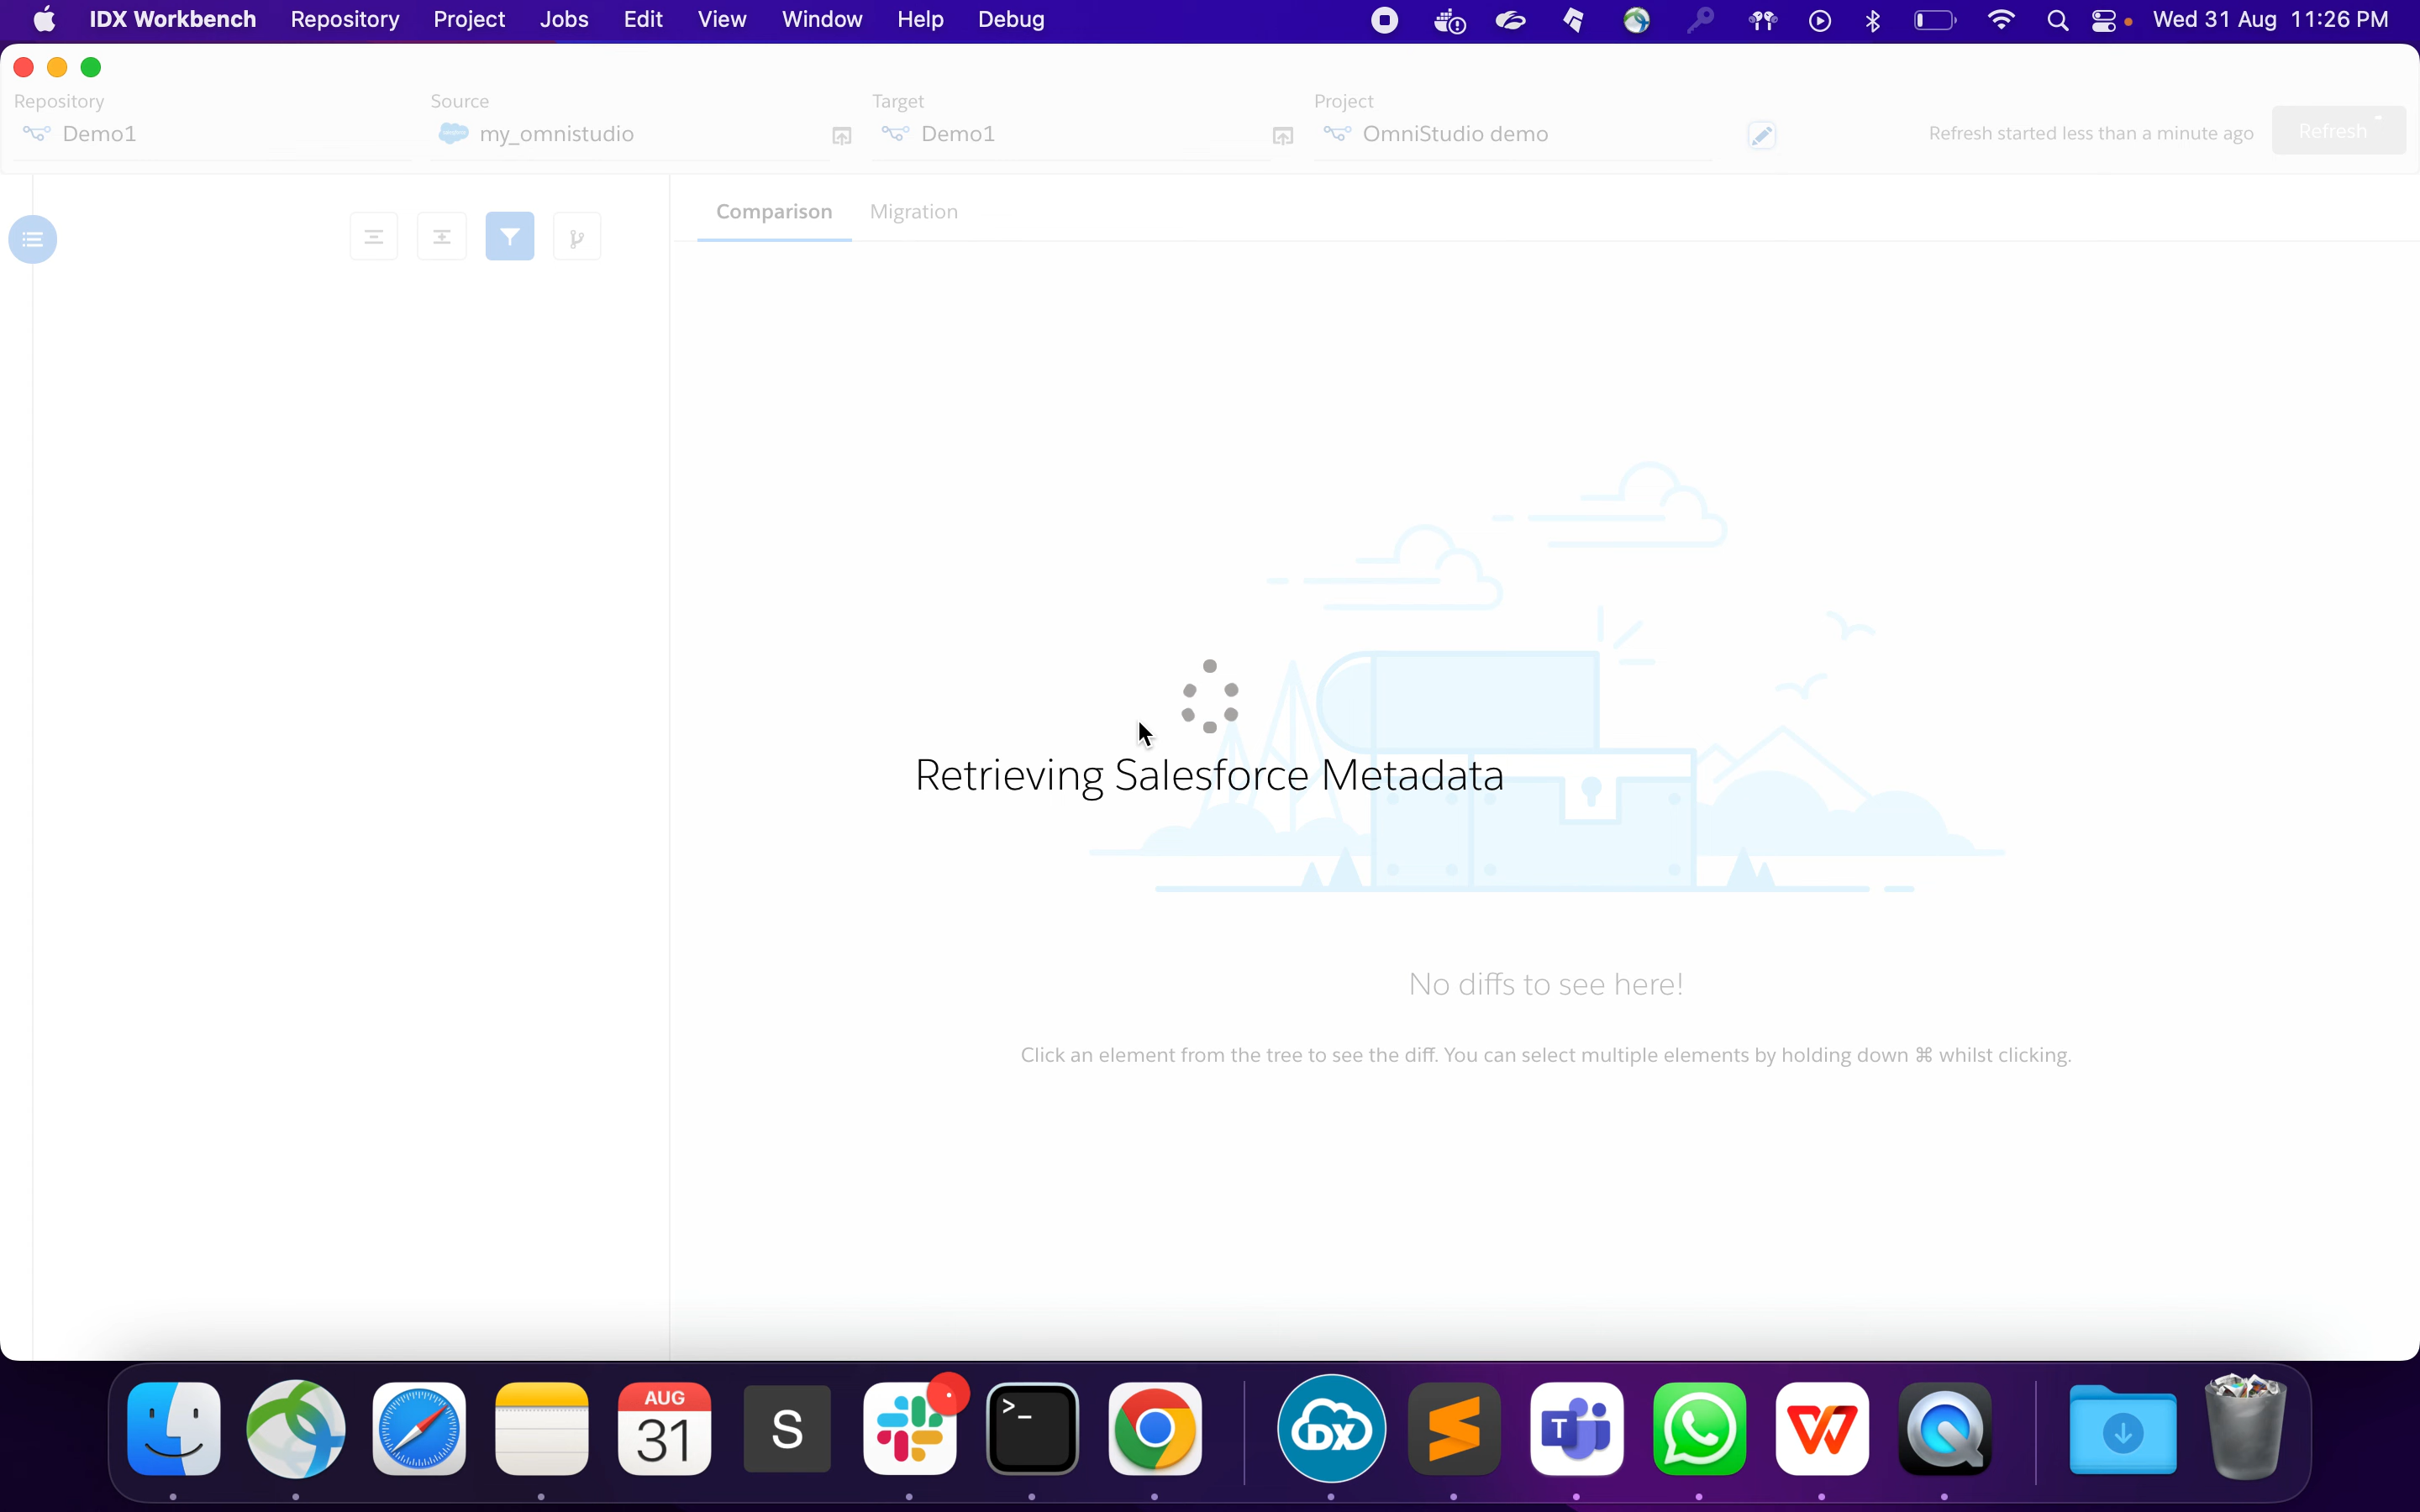 IDX Workbench Repository Project Jobs Edit View Window Help Debug Wed 31 Aug 11:26 PM
Repository Source Target Project
Demo1 my_omnistudio Demo1 OmniStudio demo Refresh started less than a minute ago Refresh
Comparison Migration
Retrieving Salesforce Metadata
No diffs to see here!
Click an element from the tree to see the diff. You can select multiple elements by holding down ⌘ whilst clicking.
AUG
31
S
>_
DX
T
W